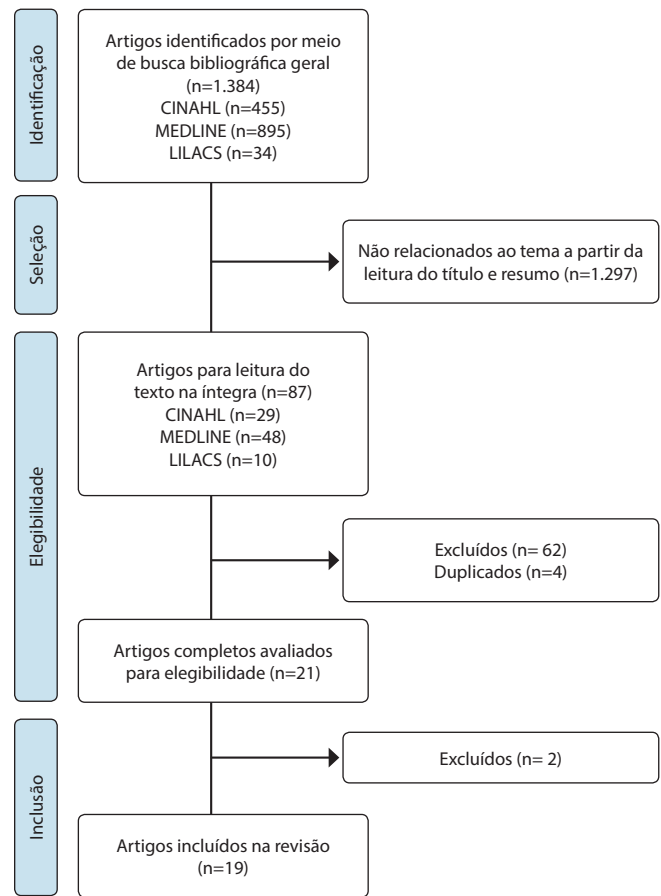 Identificação
Artigos identificados por meio
de busca bibliográfica geral
(n=1.384)
CINAHL (n=455)
MEDLINE (n=895)
LILACS (n=34)
Seleção
Não relacionados ao tema a partir da
leitura do título e resumo (n=1.297)
Elegibilidade
Artigos para leitura do
texto na íntegra (n=87)
CINAHL (n=29)
MEDLINE (n=48)
LILACS (n=10)
Excluídos (n= 62)
Duplicados (n=4)
Artigos completos avaliados
para elegibilidade (n=21)
Inclusão
Excluídos (n= 2)
Artigos incluídos na revisão
(n=19)